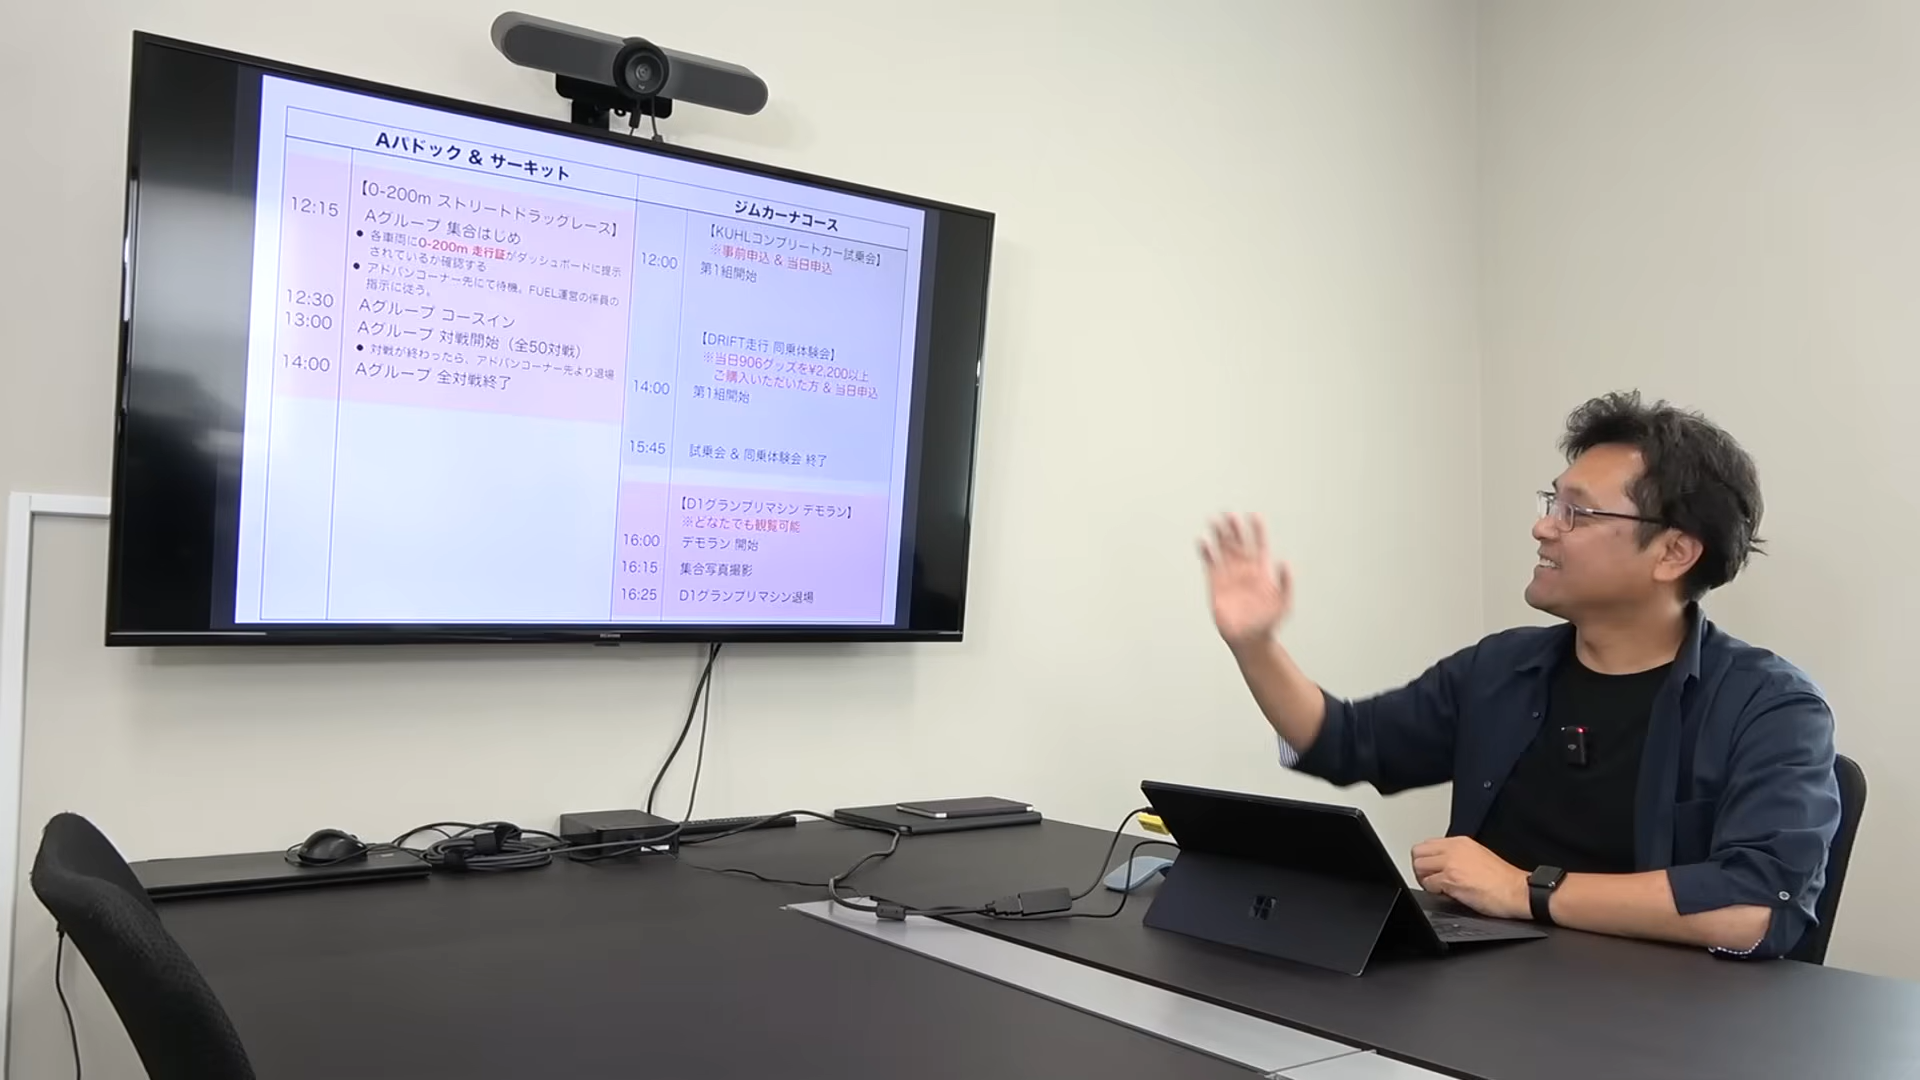 Aパドック & サーキット
【0-200m ストリートドラッグレース】
12:15 Aグループ 集合はじめ
● 各車両に0-200m 走行証がダッシュボードに提示
されているか確認する
● アドバンコーナー先にて待機。FUEL運営の係員の
指示に従う。
12:30 Aグループ コースイン
13:00 Aグループ 対戦開始（全50対戦）
● 対戦が終わったら、アドバンコーナー先より退場
14:00 Aグループ 全対戦終了
ジムカーナコース
【KUHLコンプリートカー試乗会】
※事前申込 & 当日申込
12:00 第1組開始
【DRIFT走行 同乗体験会】
※当日906グッズを¥2,200以上
ご購入いただいた方 & 当日申込
14:00 第1組開始
15:45 試乗会 & 同乗体験会 終了
【D1グランプリマシン デモラン】
※どなたでも観覧可能
16:00 デモラン 開始
16:15 集合写真撮影
16:25 D1グランプリマシン退場